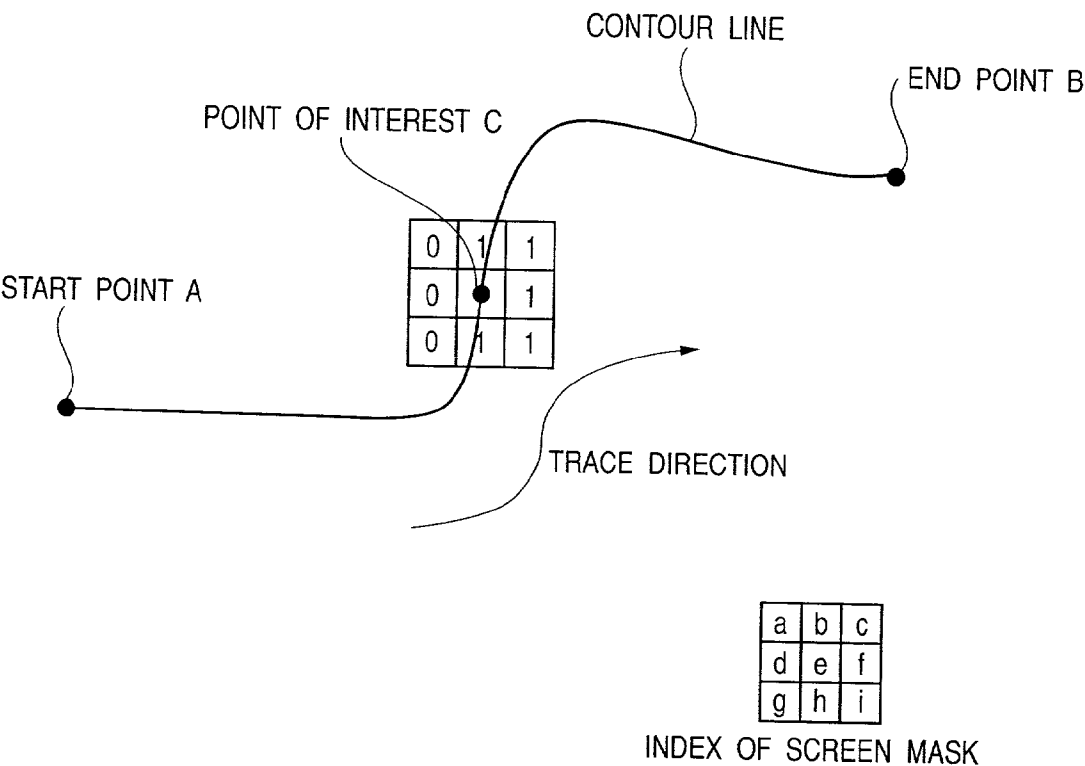 CONTOUR LINE
END POINT B
POINT OF INTEREST C
0 1 1
START POINT A
0 1
0 1 1
TRACE DIRECTION
a b c
d e f
g h i
INDEX OF SCREEN MASK